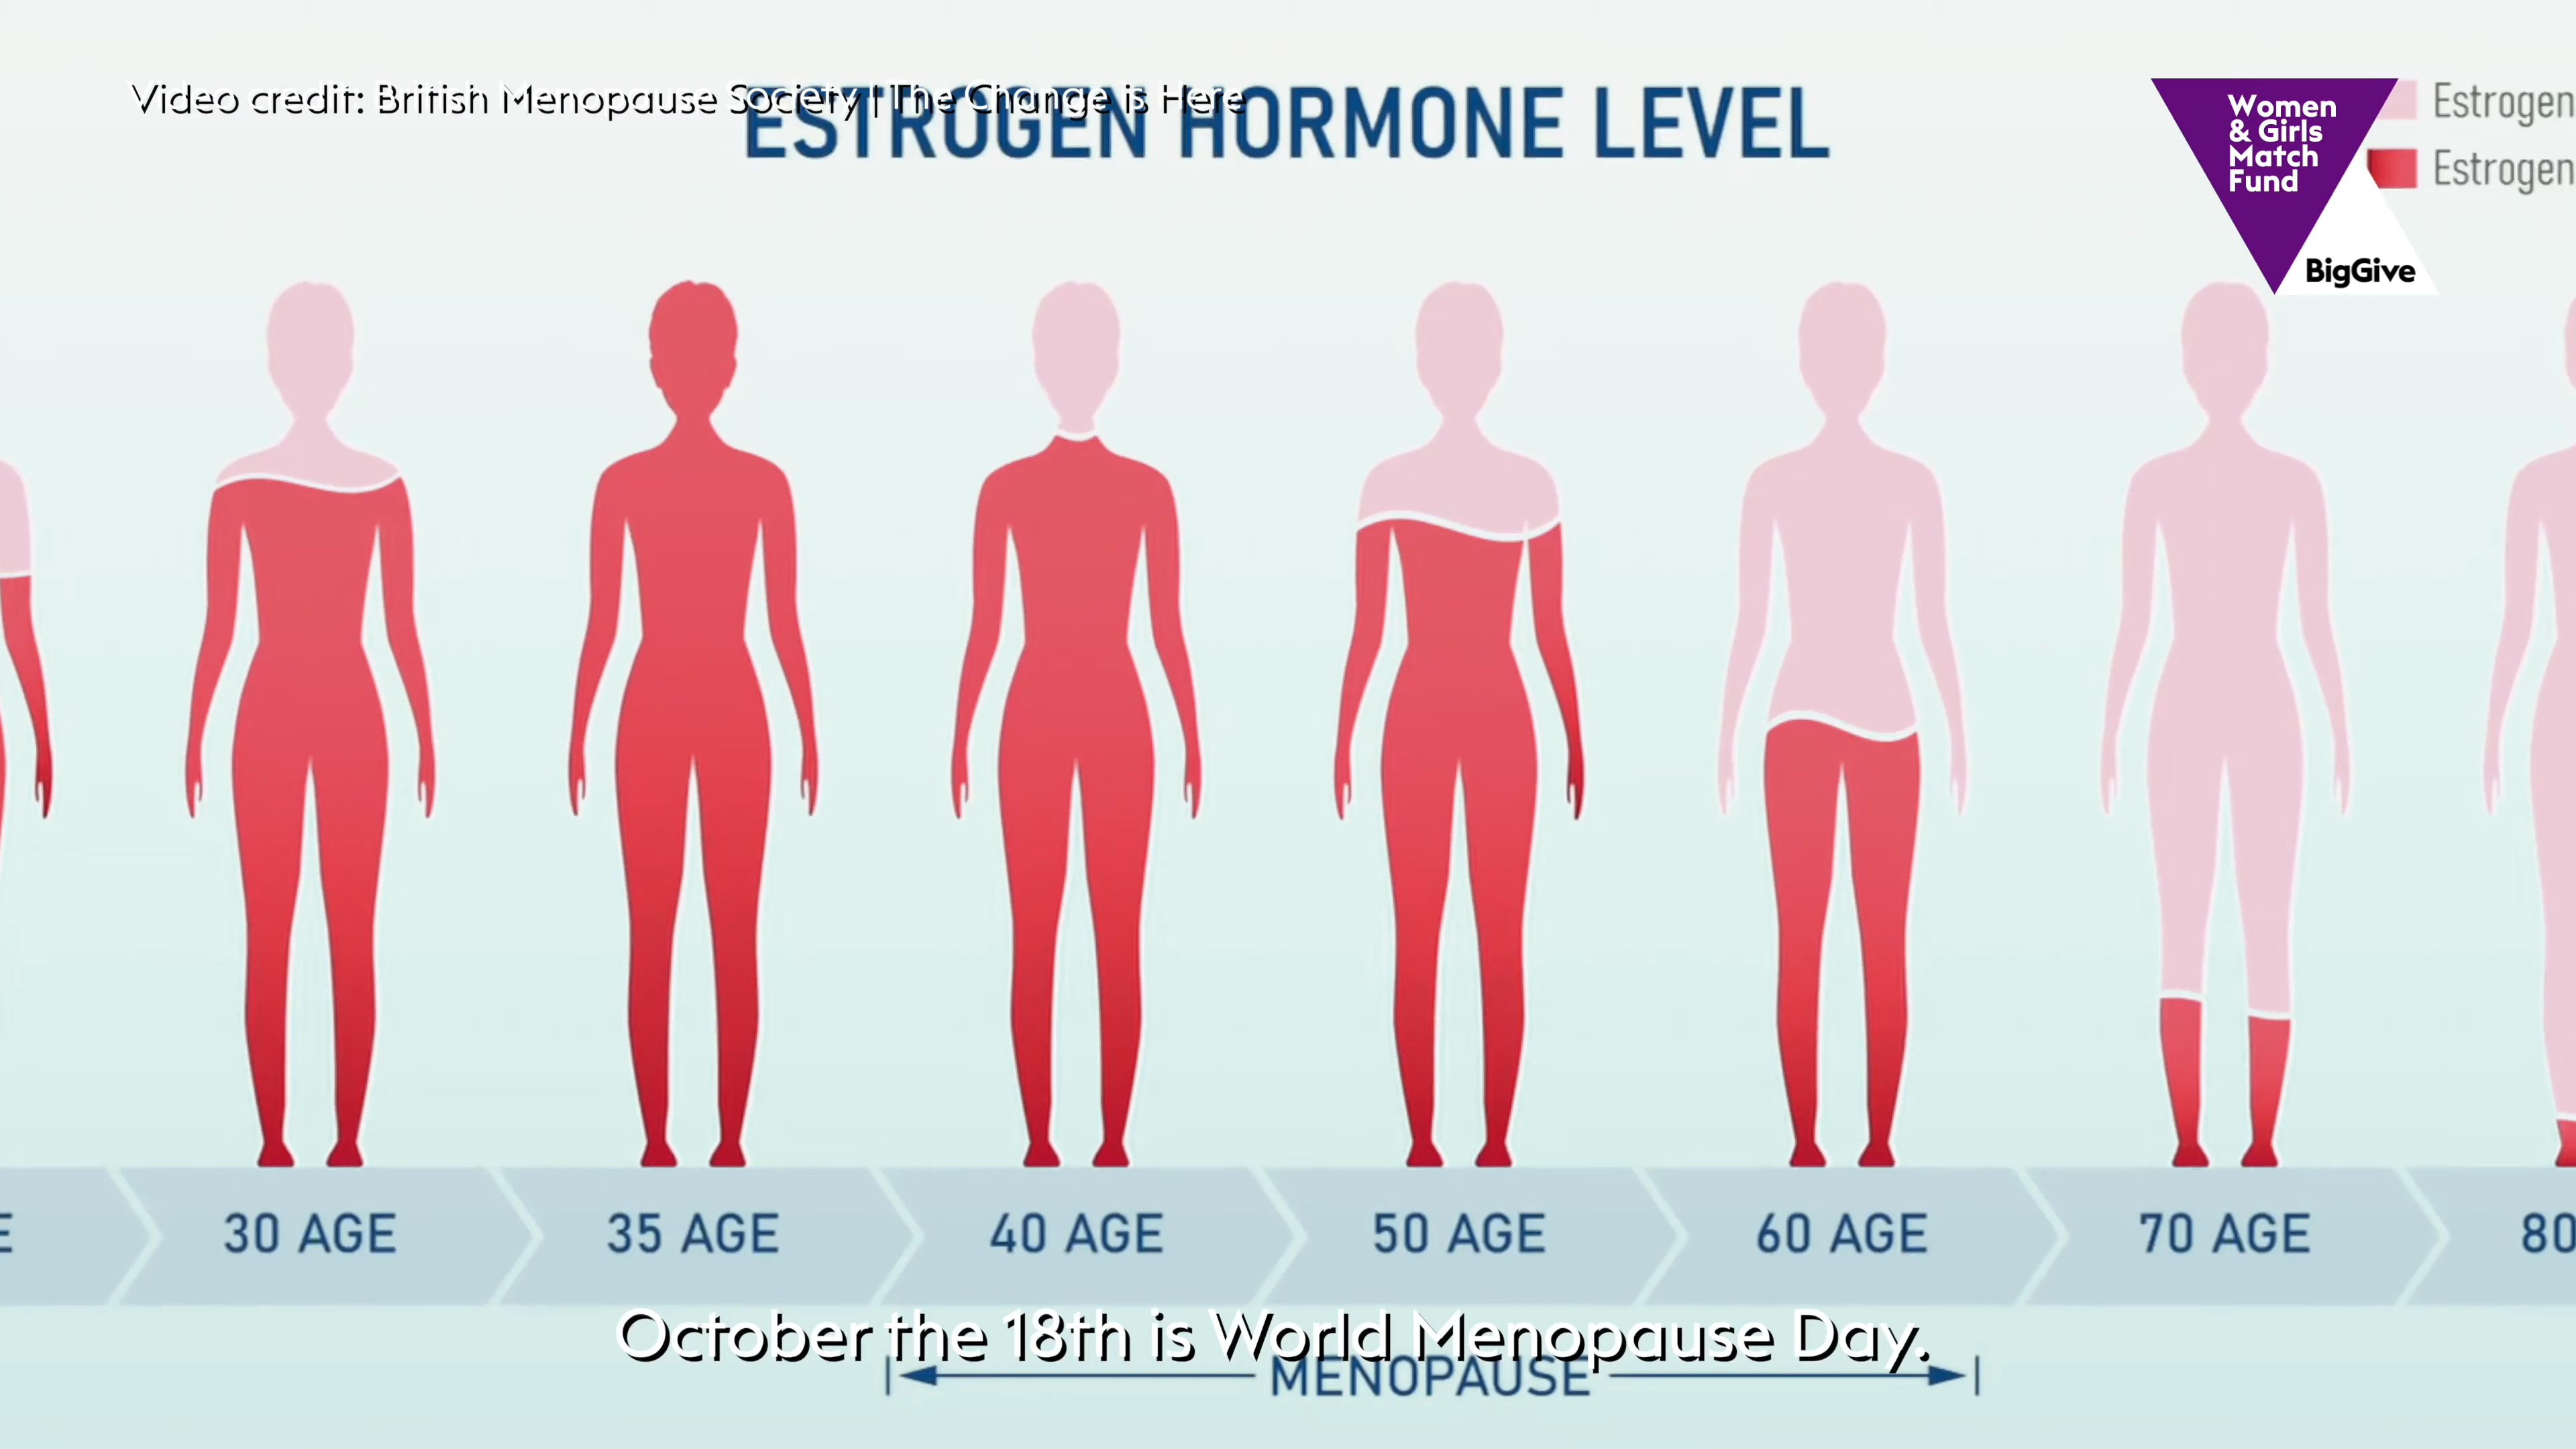 Video credit: British Menopause Society | The Change is Here
ESTROGEN HORMONE LEVEL
Women
& Girls
Match
Fund
BigGive
Estrogen
Estrogen
30 AGE
35 AGE
40 AGE
50 AGE
60 AGE
70 AGE
80
October the 18th is World Menopause Day.
MENOPAUSE